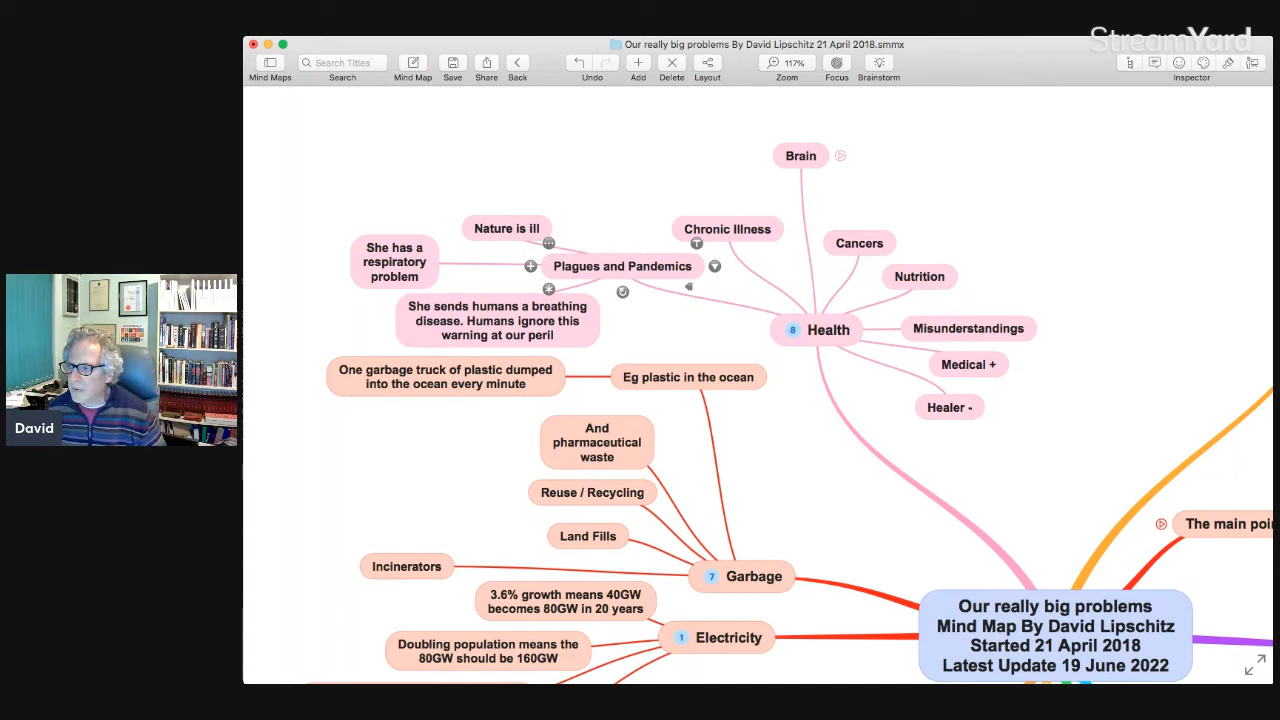 StreamYard
Our really big problems By David Lipschitz 21 April 2018.smmx
Mind Maps
Search Titles
Search
Mind Map
Save
Share
Back
Undo
Add
Delete
Layout
117%
Zoom
Focus
Brainstorm
Inspector
Brain
Nature is ill
Chronic Illness
She has a
respiratory
problem
Plagues and Pandemics
Cancers
Nutrition
She sends humans a breathing
disease. Humans ignore this
warning at our peril
8 Health
Misunderstandings
Medical +
Healer -
One garbage truck of plastic dumped
into the ocean every minute
Eg plastic in the ocean
And
pharmaceutical
waste
Reuse / Recycling
Land Fills
Incinerators
7 Garbage
3.6% growth means 40GW
becomes 80GW in 20 years
1 Electricity
Doubling population means the
80GW should be 160GW
The main poi
Our really big problems
Mind Map By David Lipschitz
Started 21 April 2018
Latest Update 19 June 2022
David